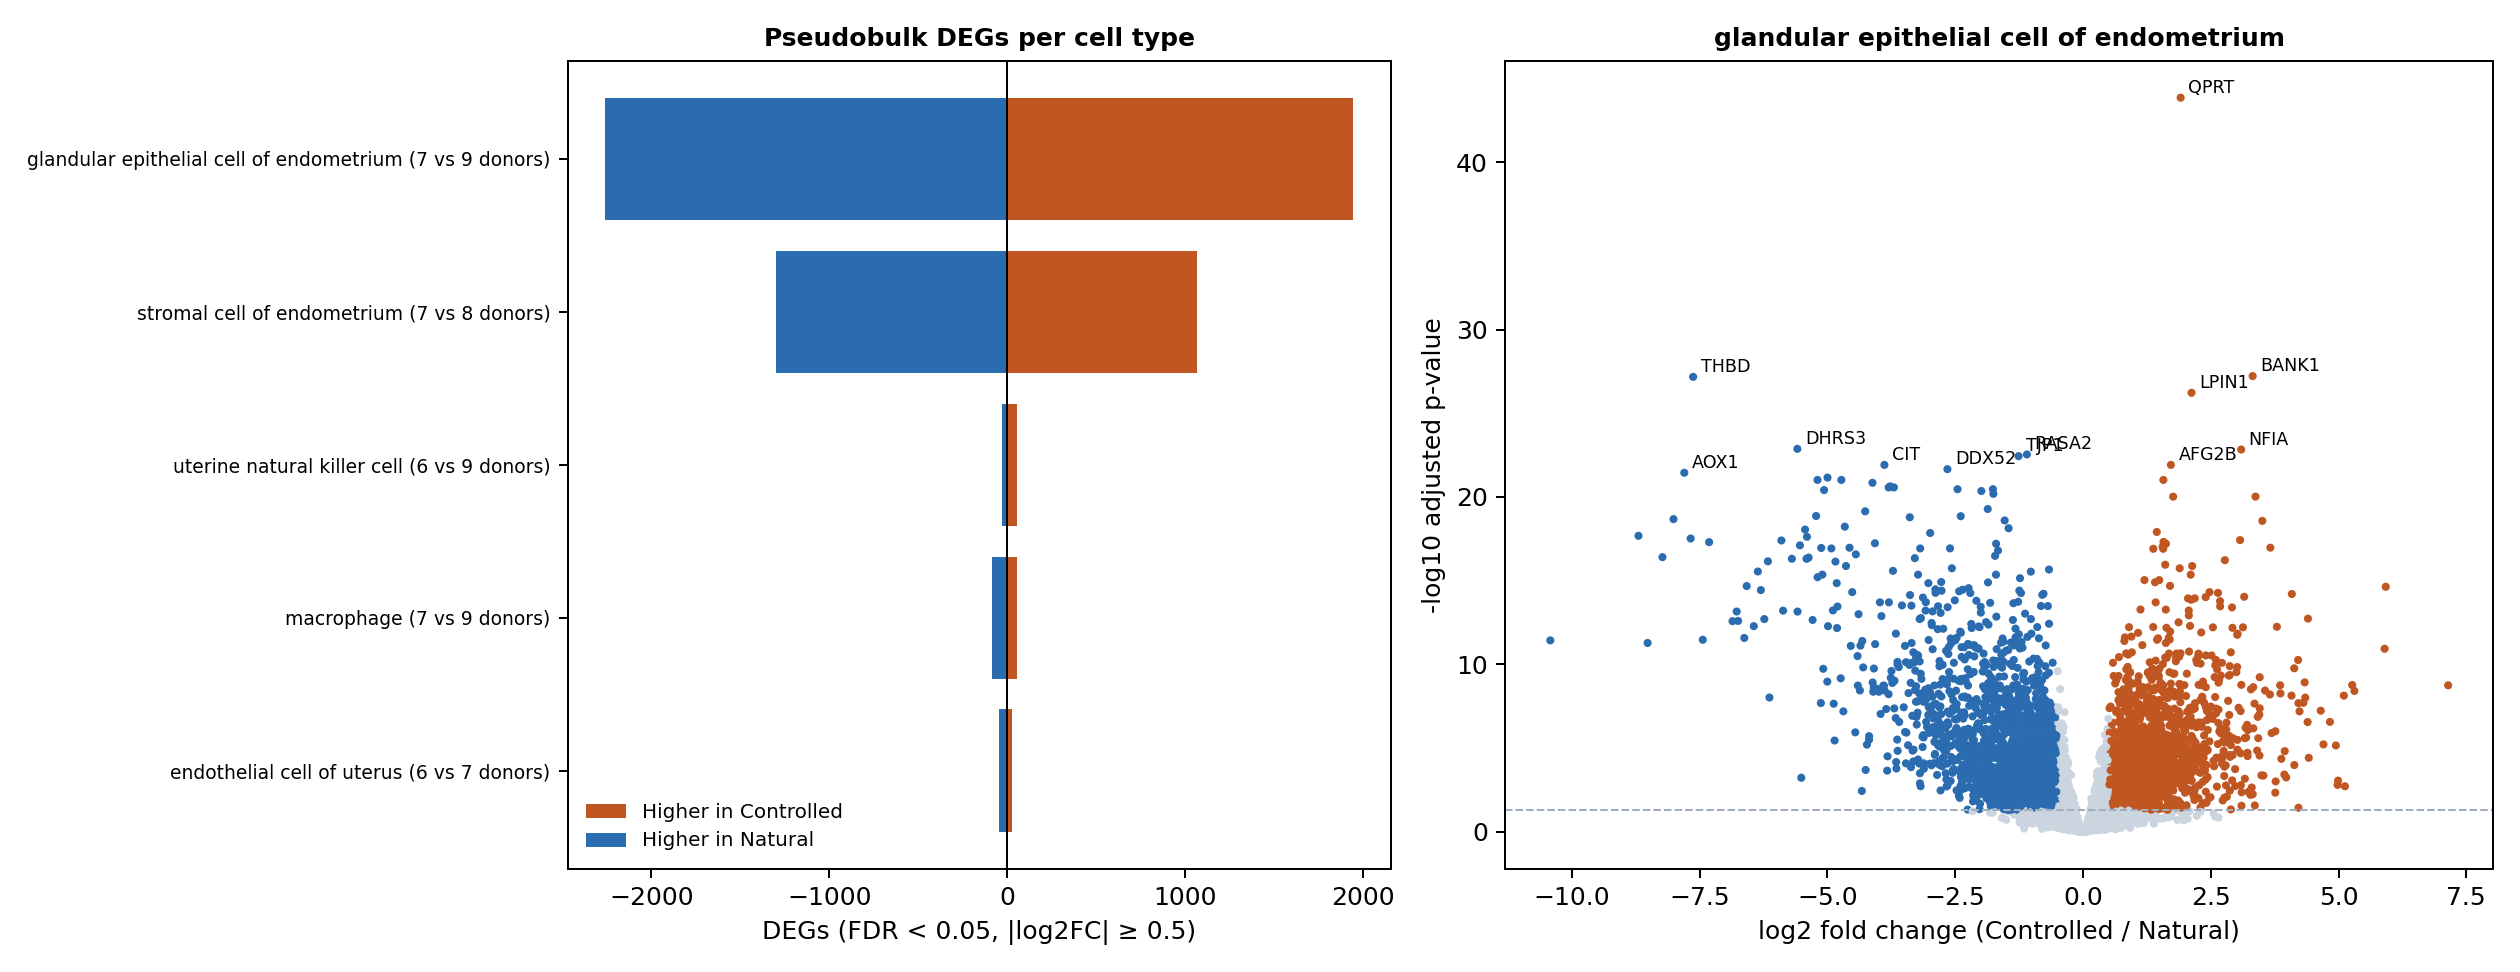 Pseudobulk DEGs per cell type
glandular epithelial cell of endometrium (7 vs 9 donors)
stromal cell of endometrium (7 vs 8 donors)
uterine natural killer cell (6 vs 9 donors)
macrophage (7 vs 9 donors)
endothelial cell of uterus (6 vs 7 donors)
Higher in Controlled
Higher in Natural
−2000 −1000 0 1000 2000
DEGs (FDR < 0.05, |log2FC| ≥ 0.5)
glandular epithelial cell of endometrium
-log10 adjusted p-value
40
30
20
10
0
QPRT
THBD
BANK1
LPIN1
DHRS3
TJP1
RASA2
NFIA
CIT
DDX52
AFG2B
AOX1
−10.0 −7.5 −5.0 −2.5 0.0 2.5 5.0 7.5
log2 fold change (Controlled / Natural)